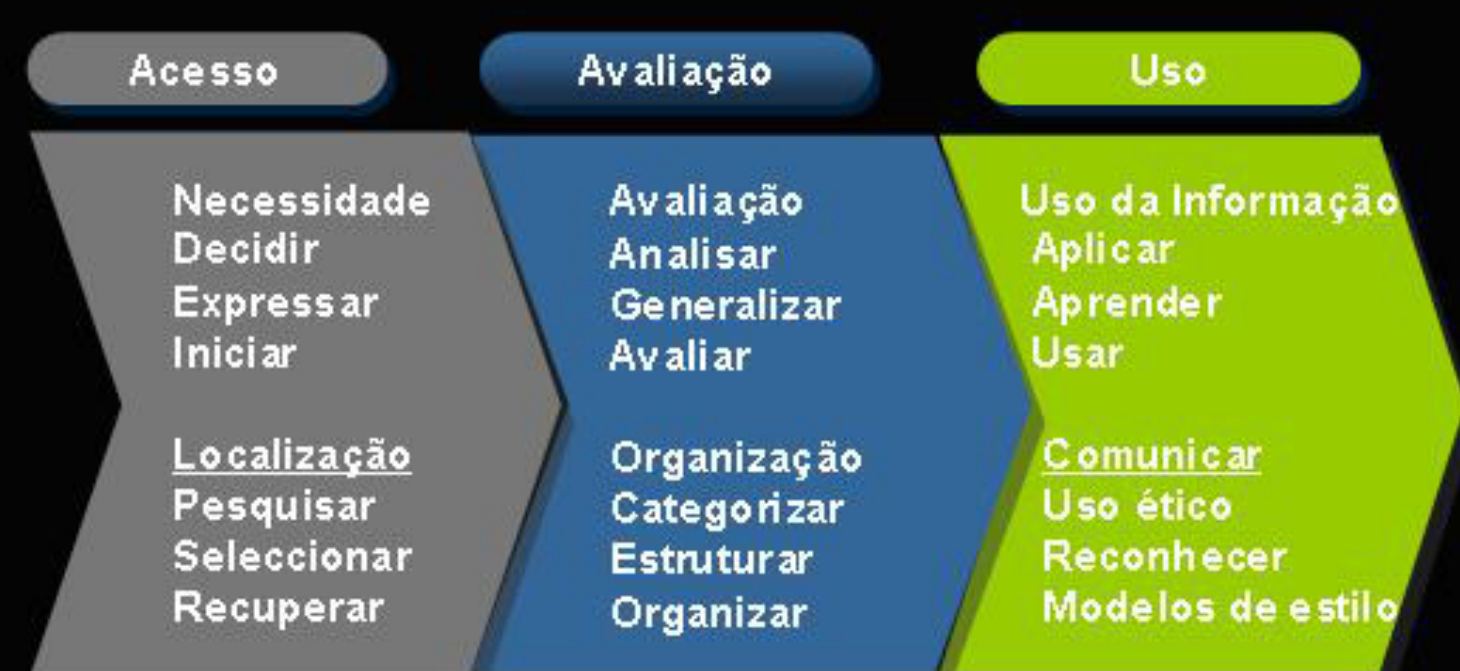 Acesso
Avaliação
Uso
Necessidade
Decidir
Expressar
Iniciar
Localização
Pesquisar
Seleccionar
Recuperar
Avaliação
Analisar
Generalizar
Avaliar
Organização
Categorizar
Estruturar
Organizar
Uso da Informação
Aplicar
Aprender
Usar
Comunicar
Uso ético
Reconhecer
Modelos de estilo